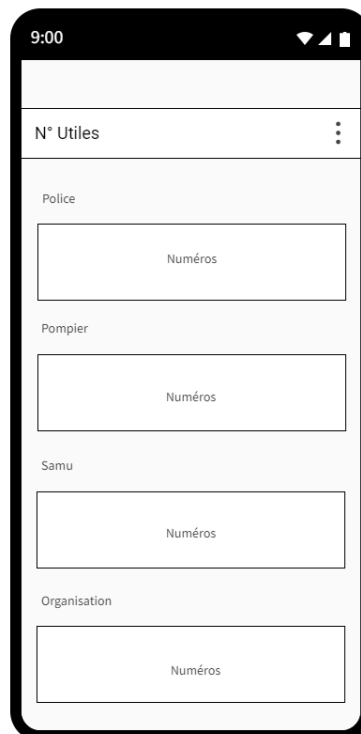 9:00
N° Utiles
Police
Numéros
Pompier
Numéros
Samu
Numéros
Organisation
Numéros